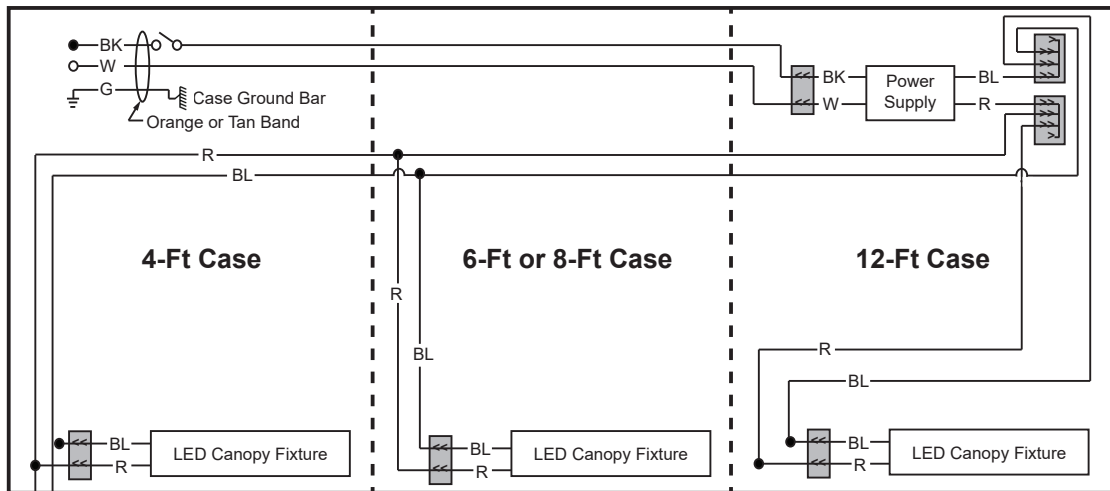 BK
W
G
Case Ground Bar
Orange or Tan Band
BK
W
Power
Supply
BL
R
R
BL
4-Ft Case
6-Ft or 8-Ft Case
12-Ft Case
R
BL
R
BL
BL
R
LED Canopy Fixture
BL
R
LED Canopy Fixture
BL
R
LED Canopy Fixture